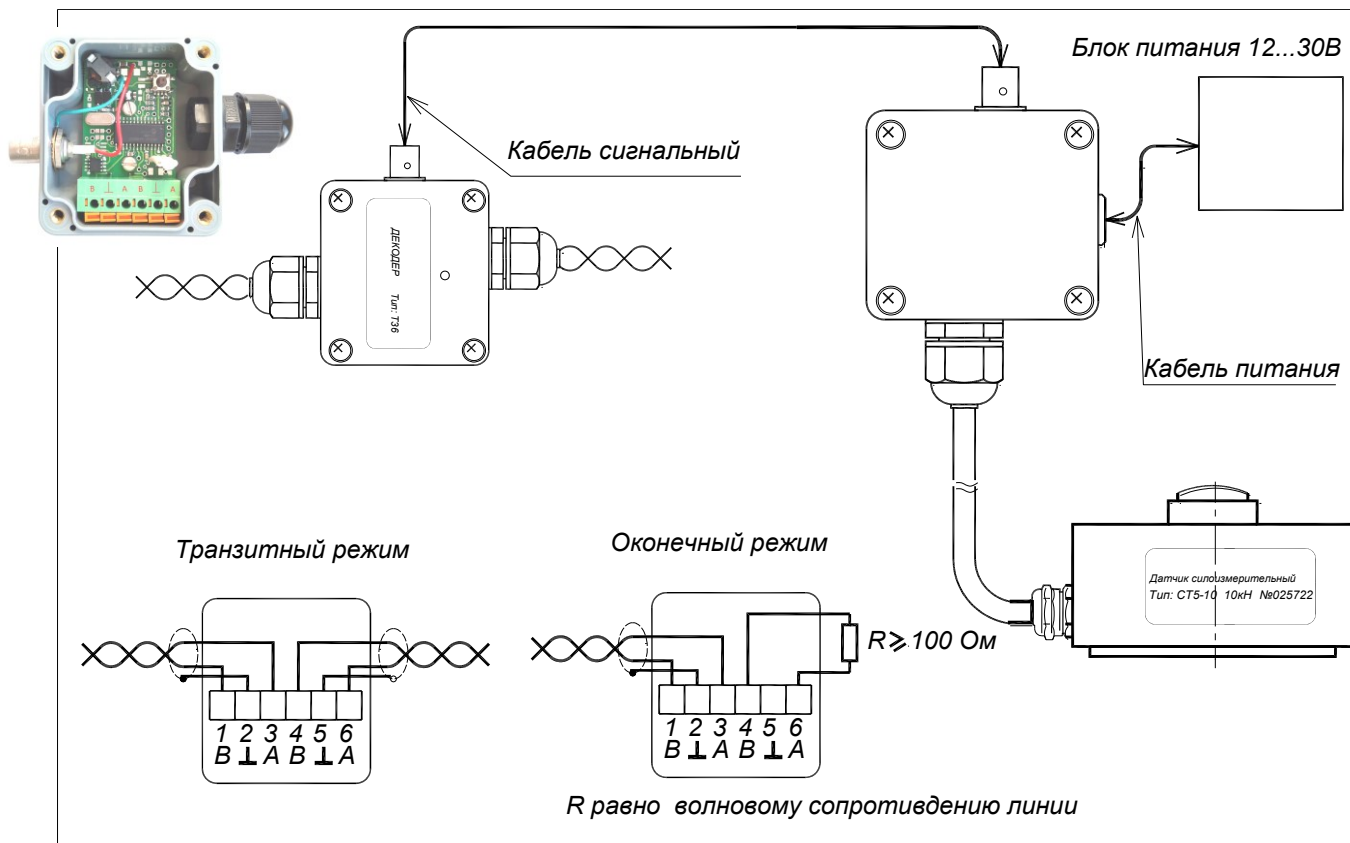 Блок питания 12...30В
B ⊥ A B ⊥ A
Кабель сигнальный
ДЕКОДЕР Тип: Т36
Кабель питания
Датчик силоизмерительный
Тип: СТ5-10 10кН №025722
Транзитный режим
1 2 3 4 5 6
B ⊥ A B ⊥ A
Оконечный режим
R⩾100 Ом
1 2 3 4 5 6
B ⊥ A B ⊥ A
R равно волновому сопротивдению линии